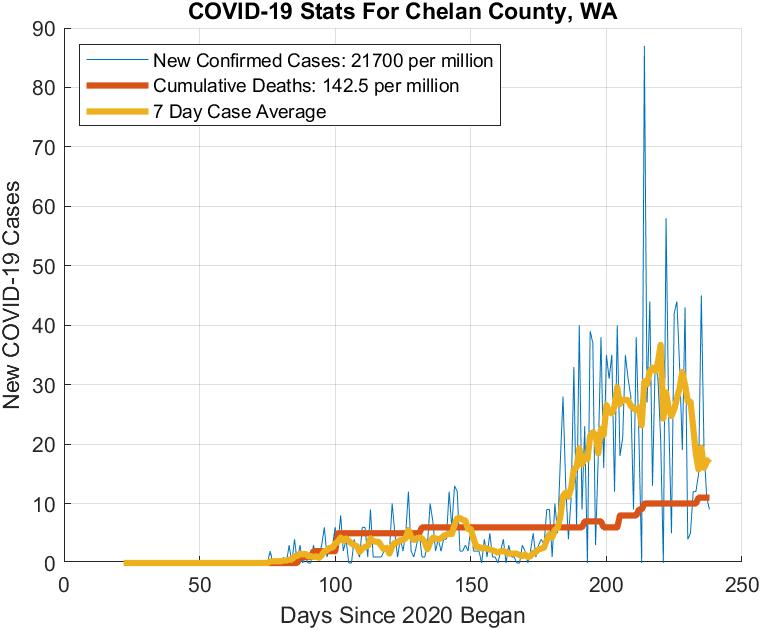 COVID-19 Stats For Chelan County, WA
New Confirmed Cases: 21700 per million
Cumulative Deaths: 142.5 per million
7 Day Case Average
New COVID-19 Cases
90
80
70
60
50
40
30
20
10
0
0 50 100 150 200 250
Days Since 2020 Began